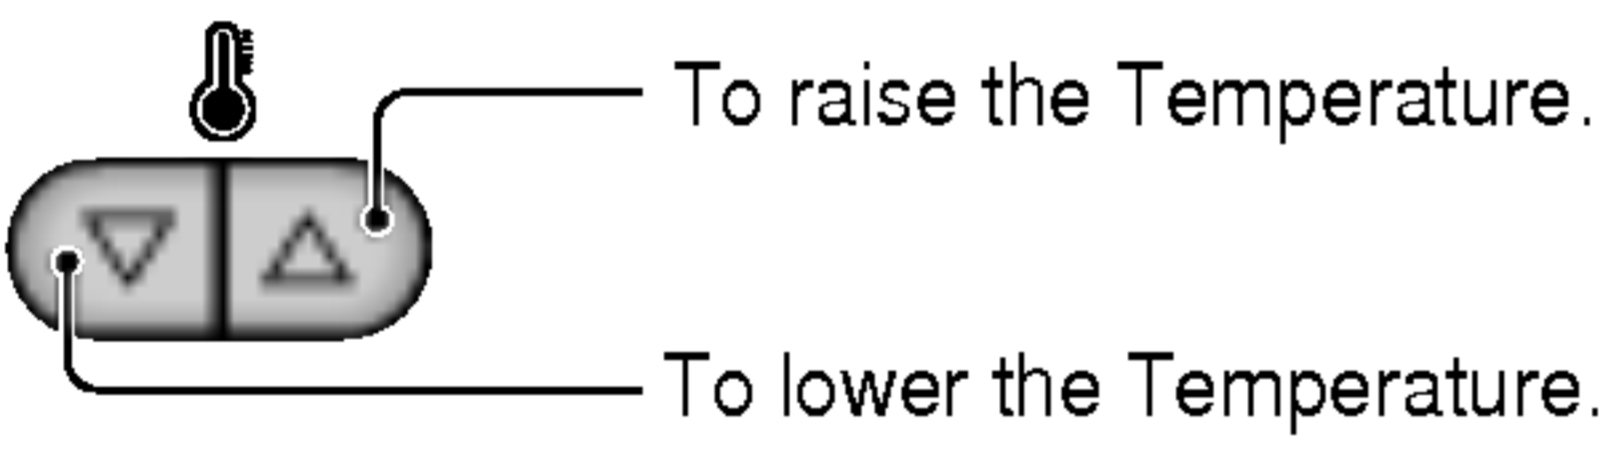 To raise the Temperature.
To lower the Temperature.